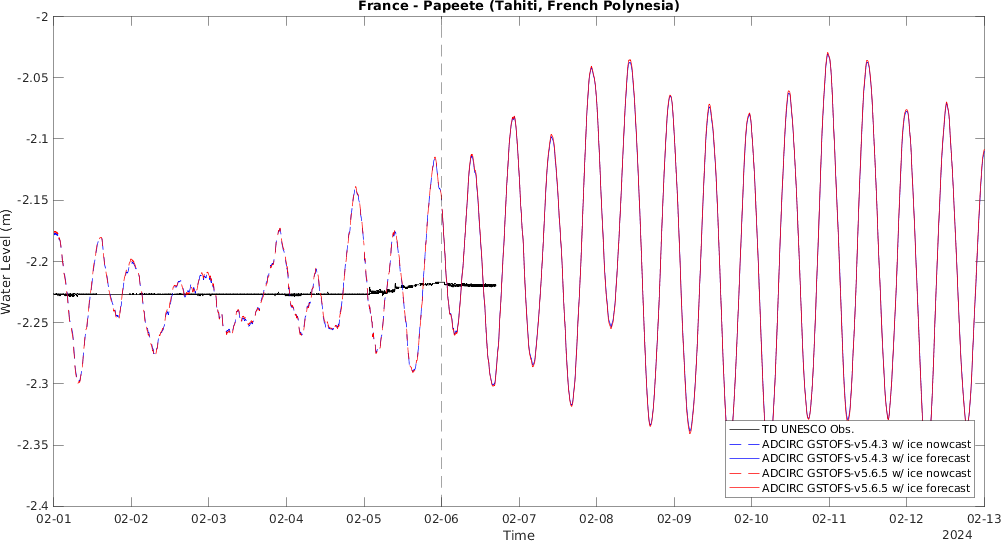 France - Papeete (Tahiti, French Polynesia)
-2
-2.05
-2.1
-2.15
-2.2
-2.25
-2.3
-2.35
-2.4
Water Level (m)
TD UNESCO Obs.
ADCIRC GSTOFS-v5.4.3 w/ ice nowcast
ADCIRC GSTOFS-v5.4.3 w/ ice forecast
ADCIRC GSTOFS-v5.6.5 w/ ice nowcast
ADCIRC GSTOFS-v5.6.5 w/ ice forecast
02-01 02-02 02-03 02-04 02-05 02-06 02-07 02-08 02-09 02-10 02-11 02-12 02-13
Time
2024